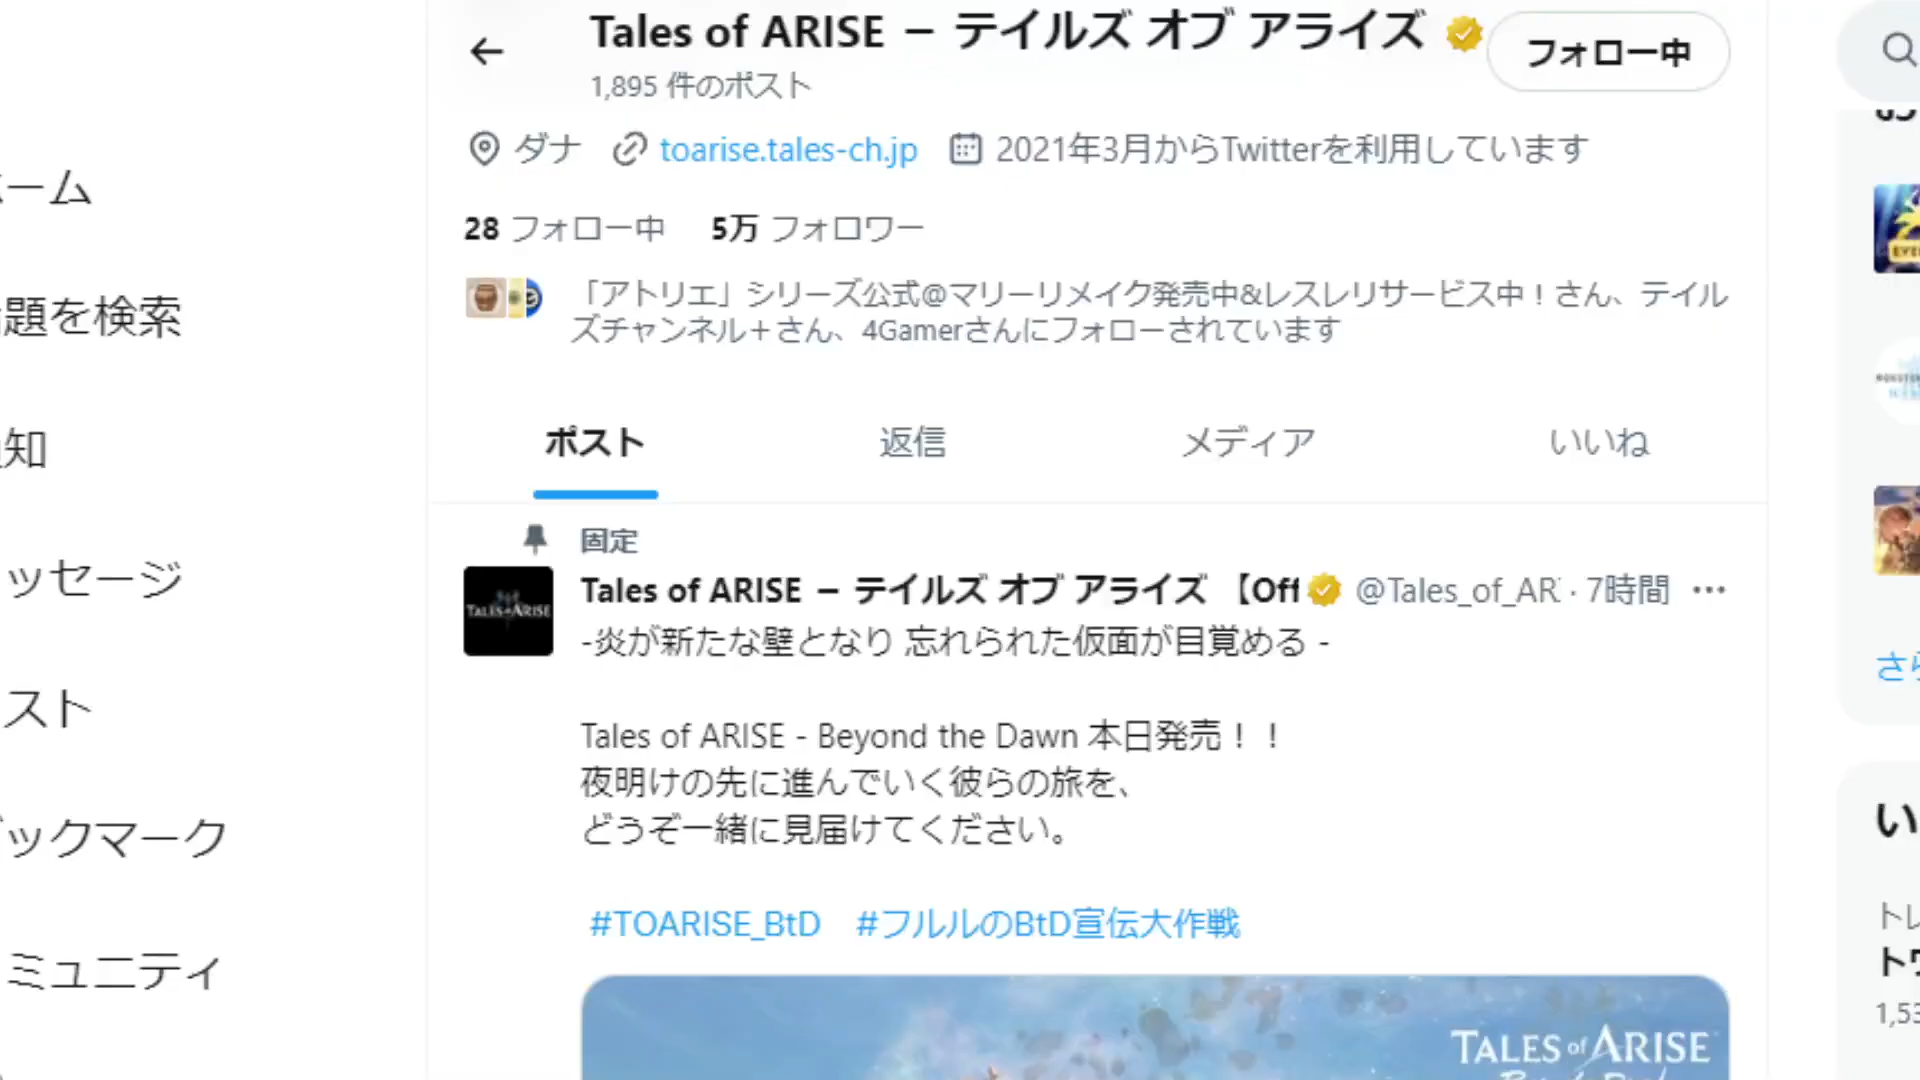 Tales of ARISE – テイルズ オブ アライズ
1,895 件のポスト
フォロー中
ダナ toarise.tales-ch.jp 2021年3月からTwitterを利用しています
28 フォロー中 5万 フォロワー
「アトリエ」シリーズ公式@マリーリメイク発売中&レスレリサービス中！さん、テイル
ズチャンネル＋さん、4Gamerさんにフォローされています
ポスト 返信 メディア いいね
固定
Tales of ARISE – テイルズ オブ アライズ 【Off @Tales_of_AR · 7時間
-炎が新たな壁となり 忘れられた仮面が目覚める -
Tales of ARISE - Beyond the Dawn 本日発売！！
夜明けの先に進んでいく彼らの旅を、
どうぞ一緒に見届けてください。
#TOARISE_BtD #フルルのBtD宣伝大作戦
TALES of ARISE
ーム
題を検索
知
ッセージ
スト
ックマーク
ミュニティ
EVE
さら
い
トレ
トワ
1,53